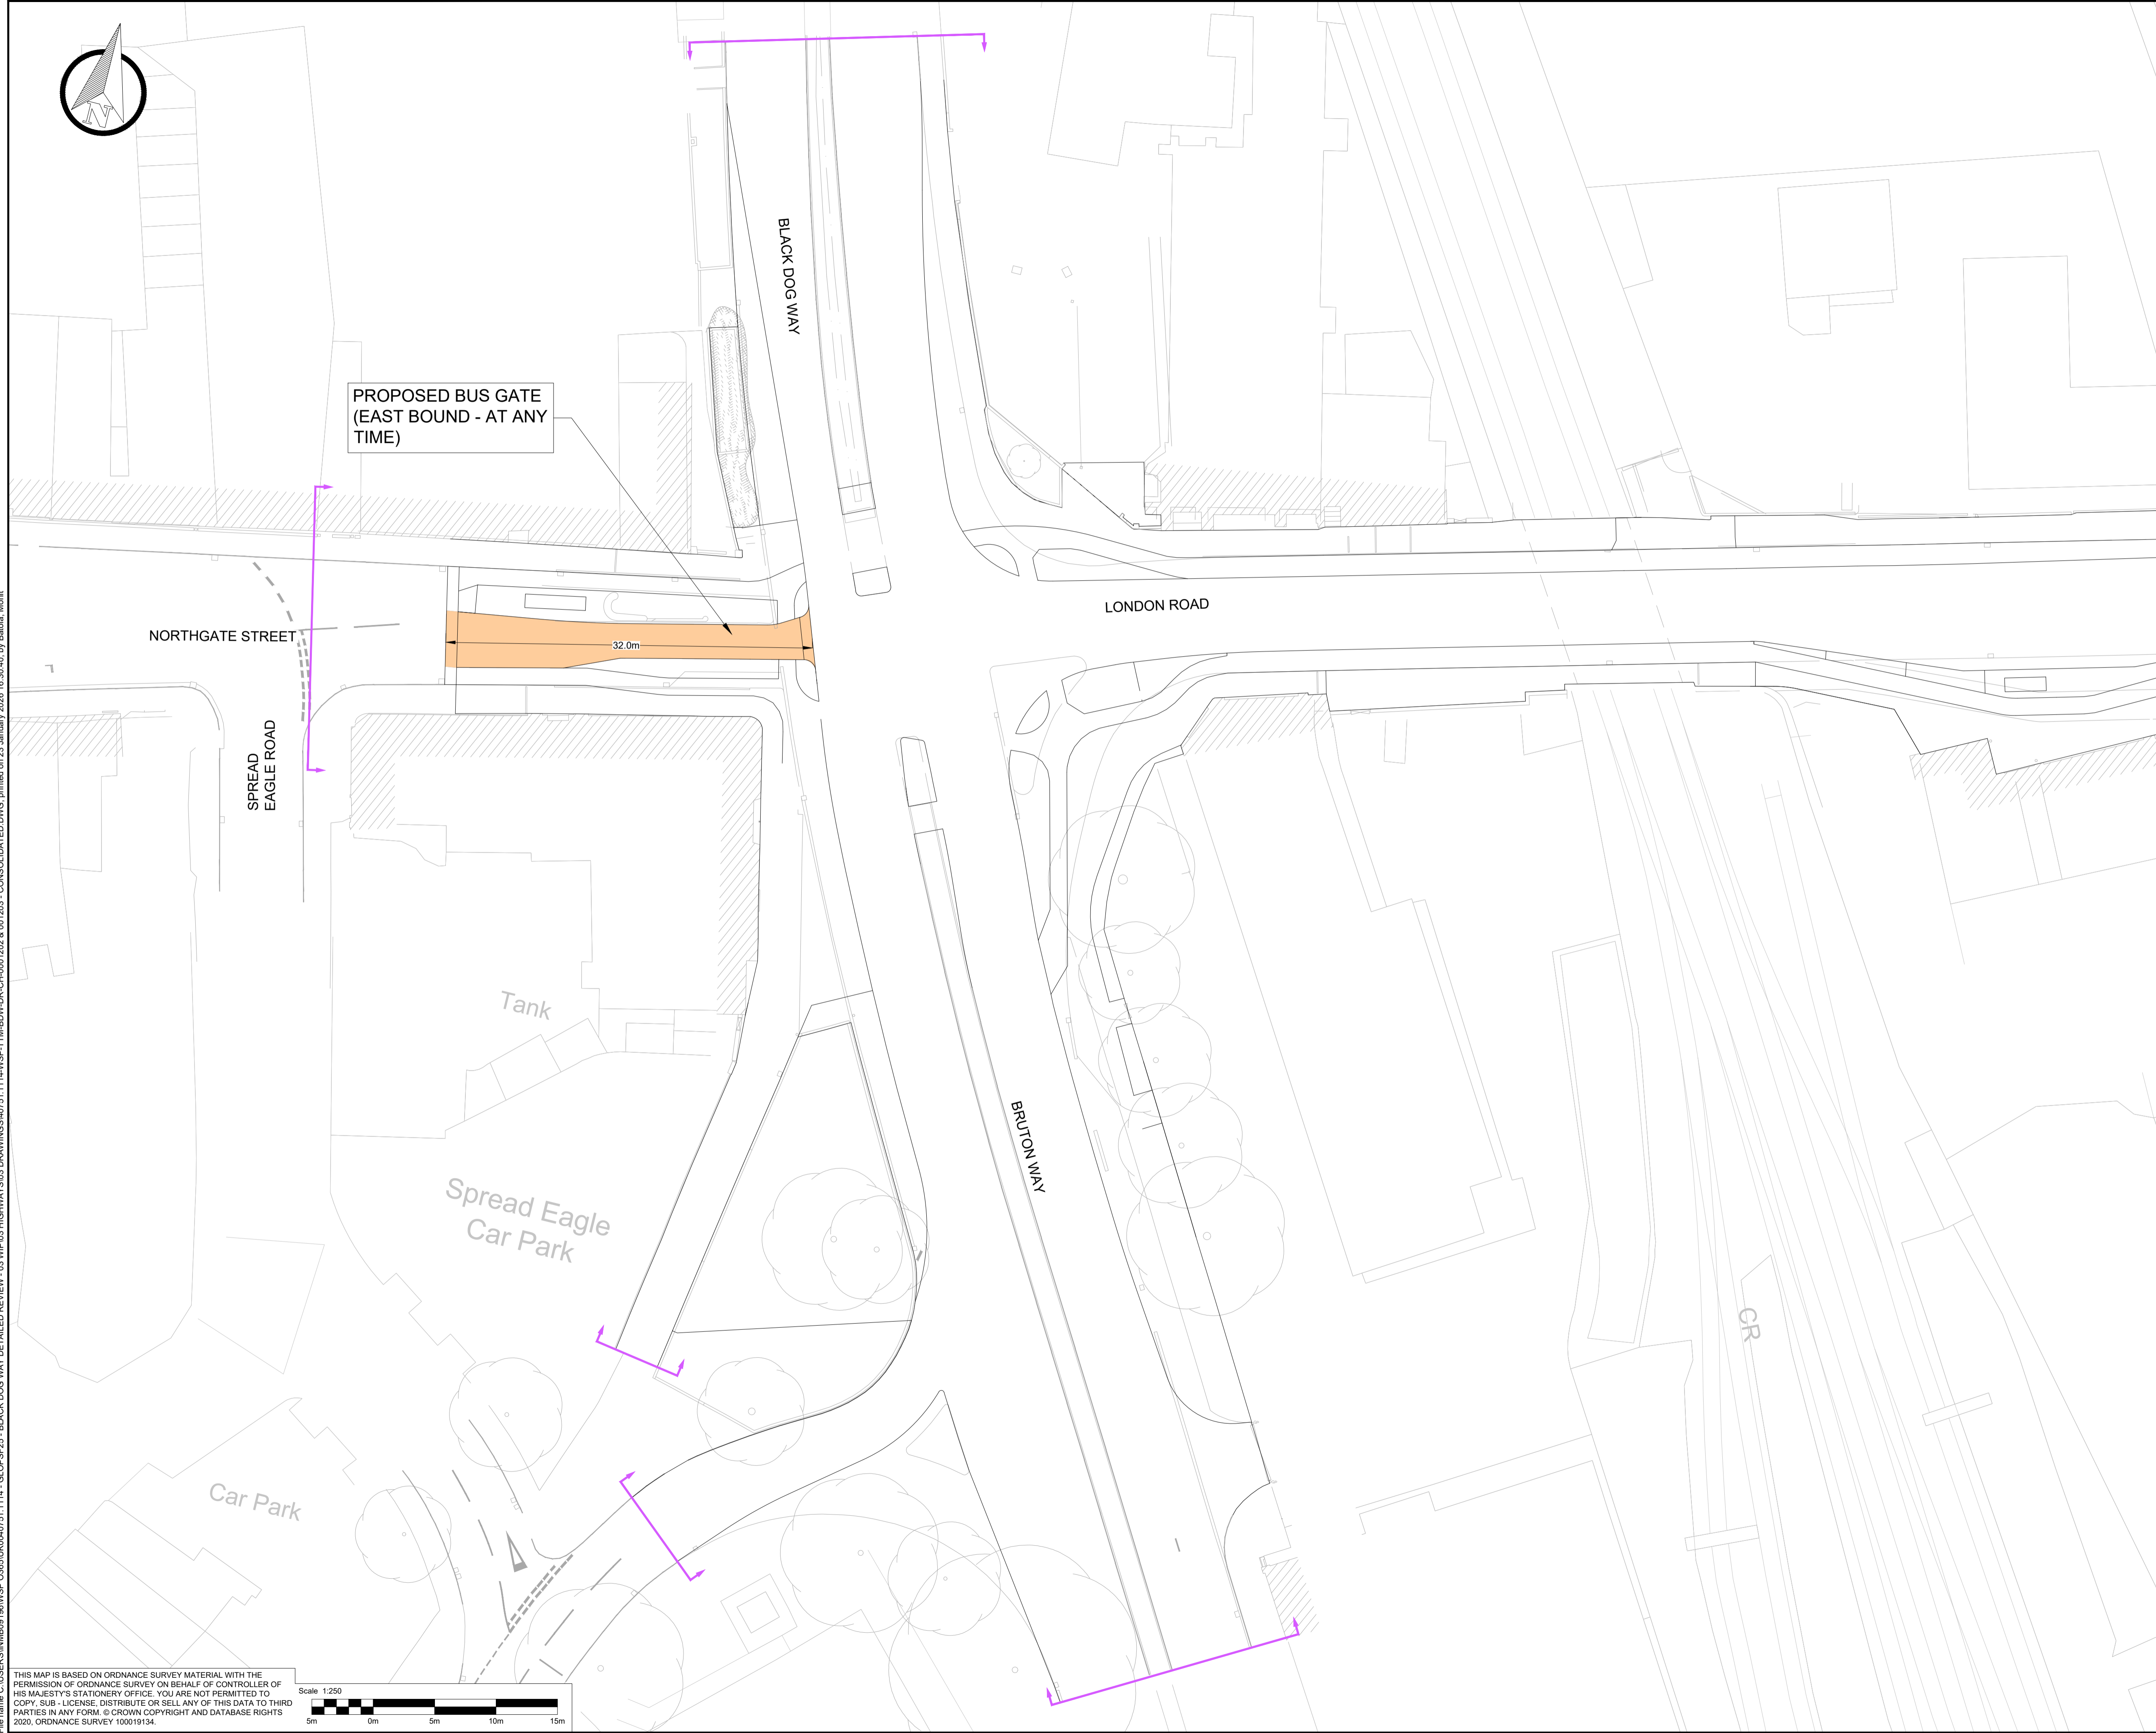 N
BLACK DOG WAY
PROPOSED BUS GATE
(EAST BOUND - AT ANY
TIME)
LONDON ROAD
NORTHGATE STREET
32.0m
SPREAD
EAGLE ROAD
Tank
BRUTON WAY
Spread Eagle
Car Park
CR
Car Park
THIS MAP IS BASED ON ORDNANCE SURVEY MATERIAL WITH THE
PERMISSION OF ORDNANCE SURVEY ON BEHALF OF CONTROLLER OF
HIS MAJESTY'S STATIONERY OFFICE. YOU ARE NOT PERMITTED TO
COPY, SUB - LICENSE, DISTRIBUTE OR SELL ANY OF THIS DATA TO THIRD
PARTIES IN ANY FORM. © CROWN COPYRIGHT AND DATABASE RIGHTS
2020, ORDNANCE SURVEY 100019134.
Scale 1:250
5m 0m 5m 10m 15m